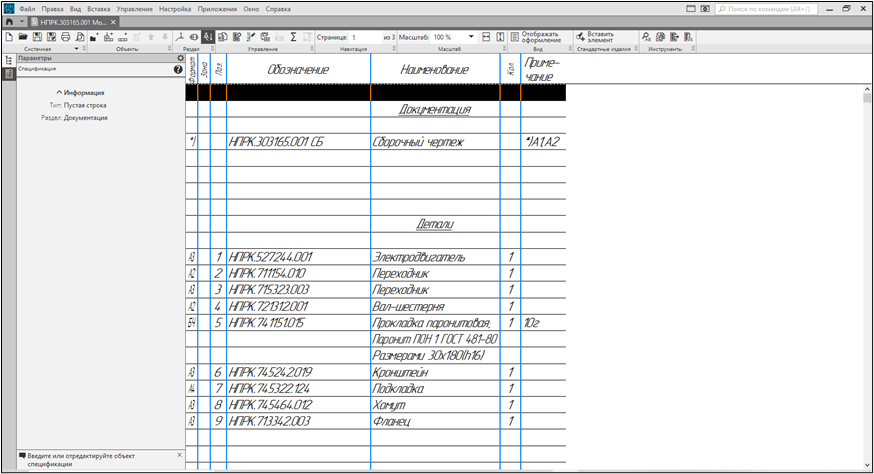 Файл Правка Вид Вставка Управление Настройка Приложения Окно Справка
Поиск по командам (Alt+/)
НПРК.303165.001 Мо...
Страница: 1 из 3 Масштаб: 100 % Отображать оформление Вставить элемент
Системная Объекты Раздел Управление Навигация Масштаб Вид Стандартные изделия Инструменты
Параметры
Спецификация
Информация
Тип: Пустая строка
Раздел: Документация
Формат Зона Поз. Обозначение Наименование Кол. Приме-чание
Документация
*) НПРК.303165.001 СБ Сборочный чертеж *)А1,А2
Детали
А3 1 НПРК.527244.001 Электродвигатель 1
А2 2 НПРК.711154.010 Переходник 1
А3 3 НПРК.715323.003 Переходник 1
А2 4 НПРК.721312.001 Вал-шестерня 1
БЧ 5 НПРК.741151.015 Прокладка паронитовая; 1 10г
Паронит ПОН 1 ГОСТ 481-80
Размерами 30х180(h16)
А3 6 НПРК.745242.019 Кронштейн 1
А4 7 НПРК.745322.124 Подкладка 1
А3 8 НПРК.745464.012 Хомут 1
А3 9 НПРК.713342.003 Фланец 1
Введите или отредактируйте объект
спецификации